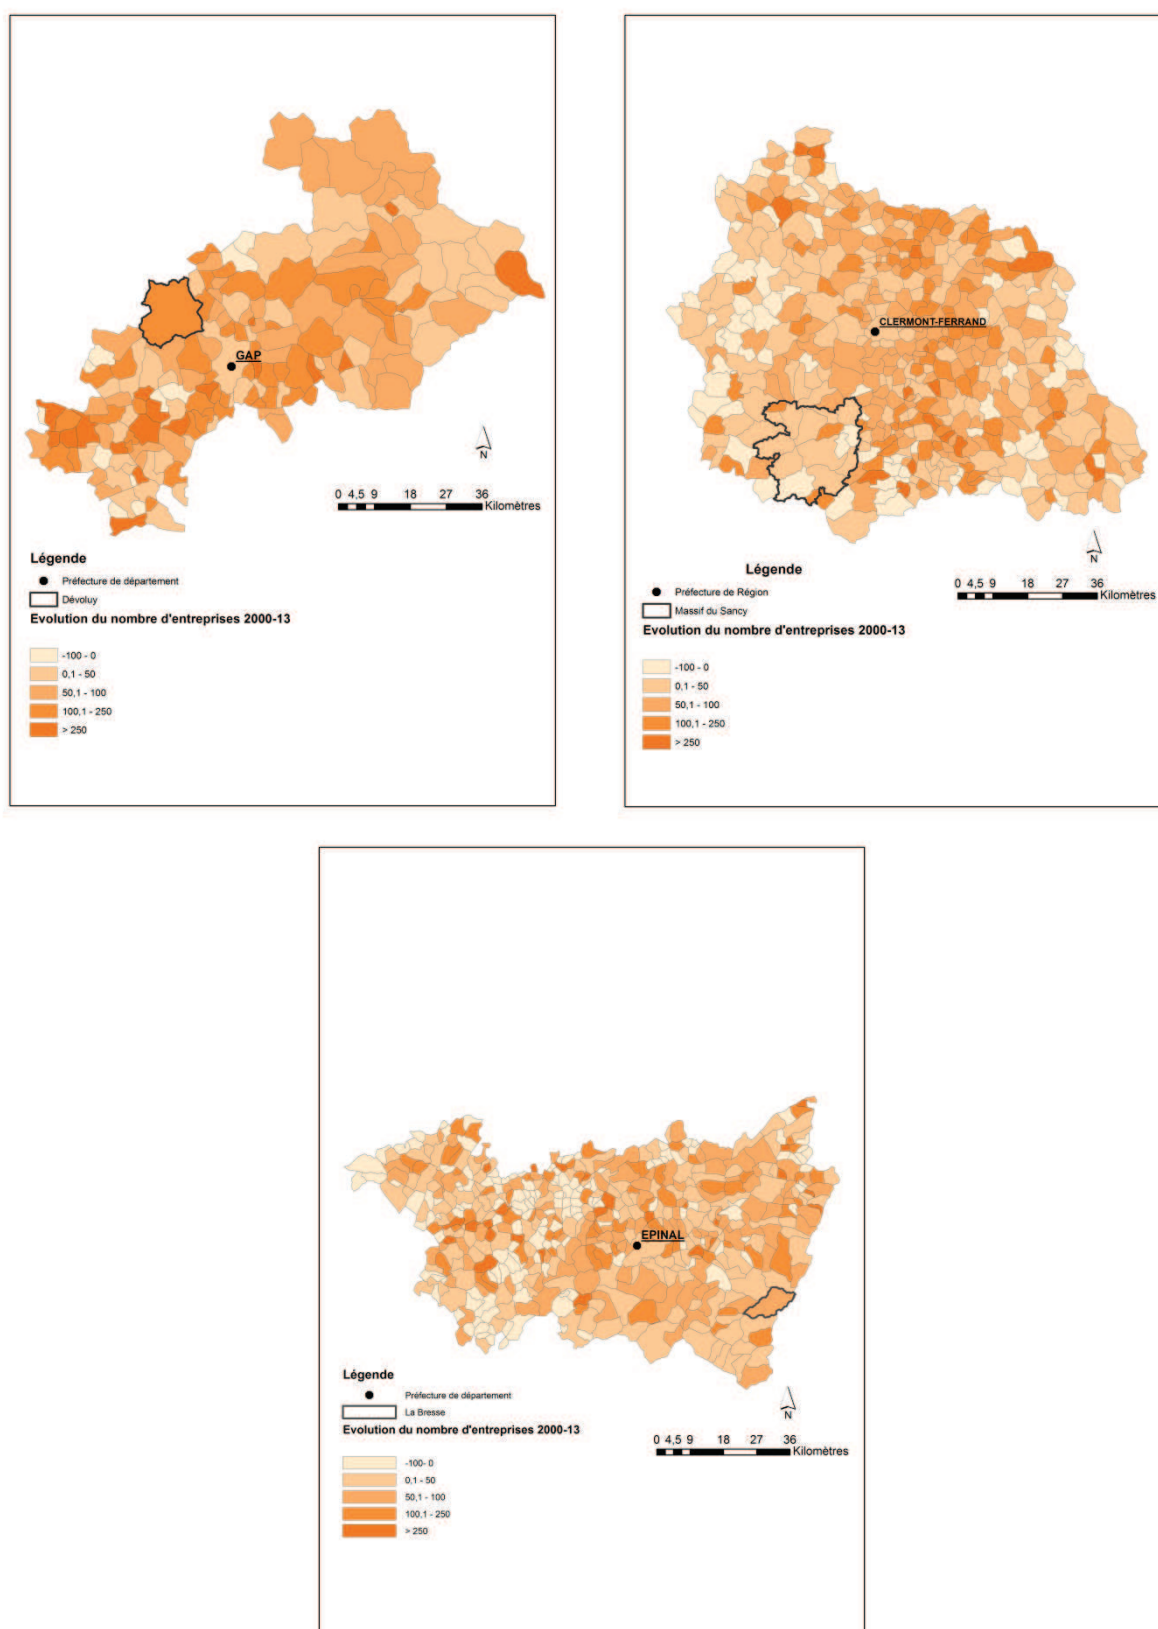 GAP
N
0 4,5 9 18 27 36
Kilomètres
Légende
Préfecture de département
Dévoluy
Evolution du nombre d'entreprises 2000-13
-100 - 0
0,1 - 50
50,1 - 100
100,1 - 250
> 250
CLERMONT-FERRAND
N
Légende
0 4,5 9 18 27 36
Kilomètres
Préfecture de Région
Massif du Sancy
Evolution du nombre d'entreprises 2000-13
-100 - 0
0,1 - 50
50,1 - 100
100,1 - 250
> 250
EPINAL
Légende
Préfecture de département
La Bresse
N
Evolution du nombre d'entreprises 2000-13
0 4,5 9 18 27 36
Kilomètres
-100- 0
0,1 - 50
50,1 - 100
100,1 - 250
> 250